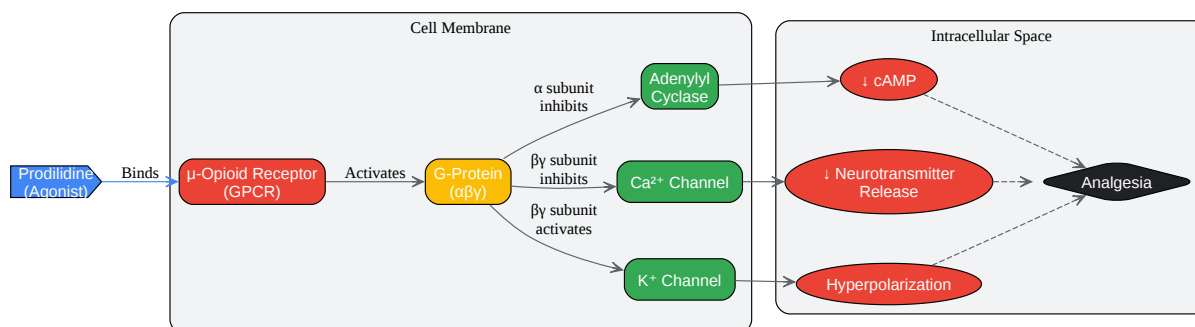 Cell Membrane
Intracellular Space
Prodilidine
(Agonist)
Binds
μ-Opioid Receptor
(GPCR)
Activates
G-Protein
(αβγ)
α subunit
inhibits
βγ subunit
inhibits
βγ subunit
activates
Adenylyl
Cyclase
Ca²⁺ Channel
K⁺ Channel
↓ cAMP
↓ Neurotransmitter
Release
Hyperpolarization
Analgesia